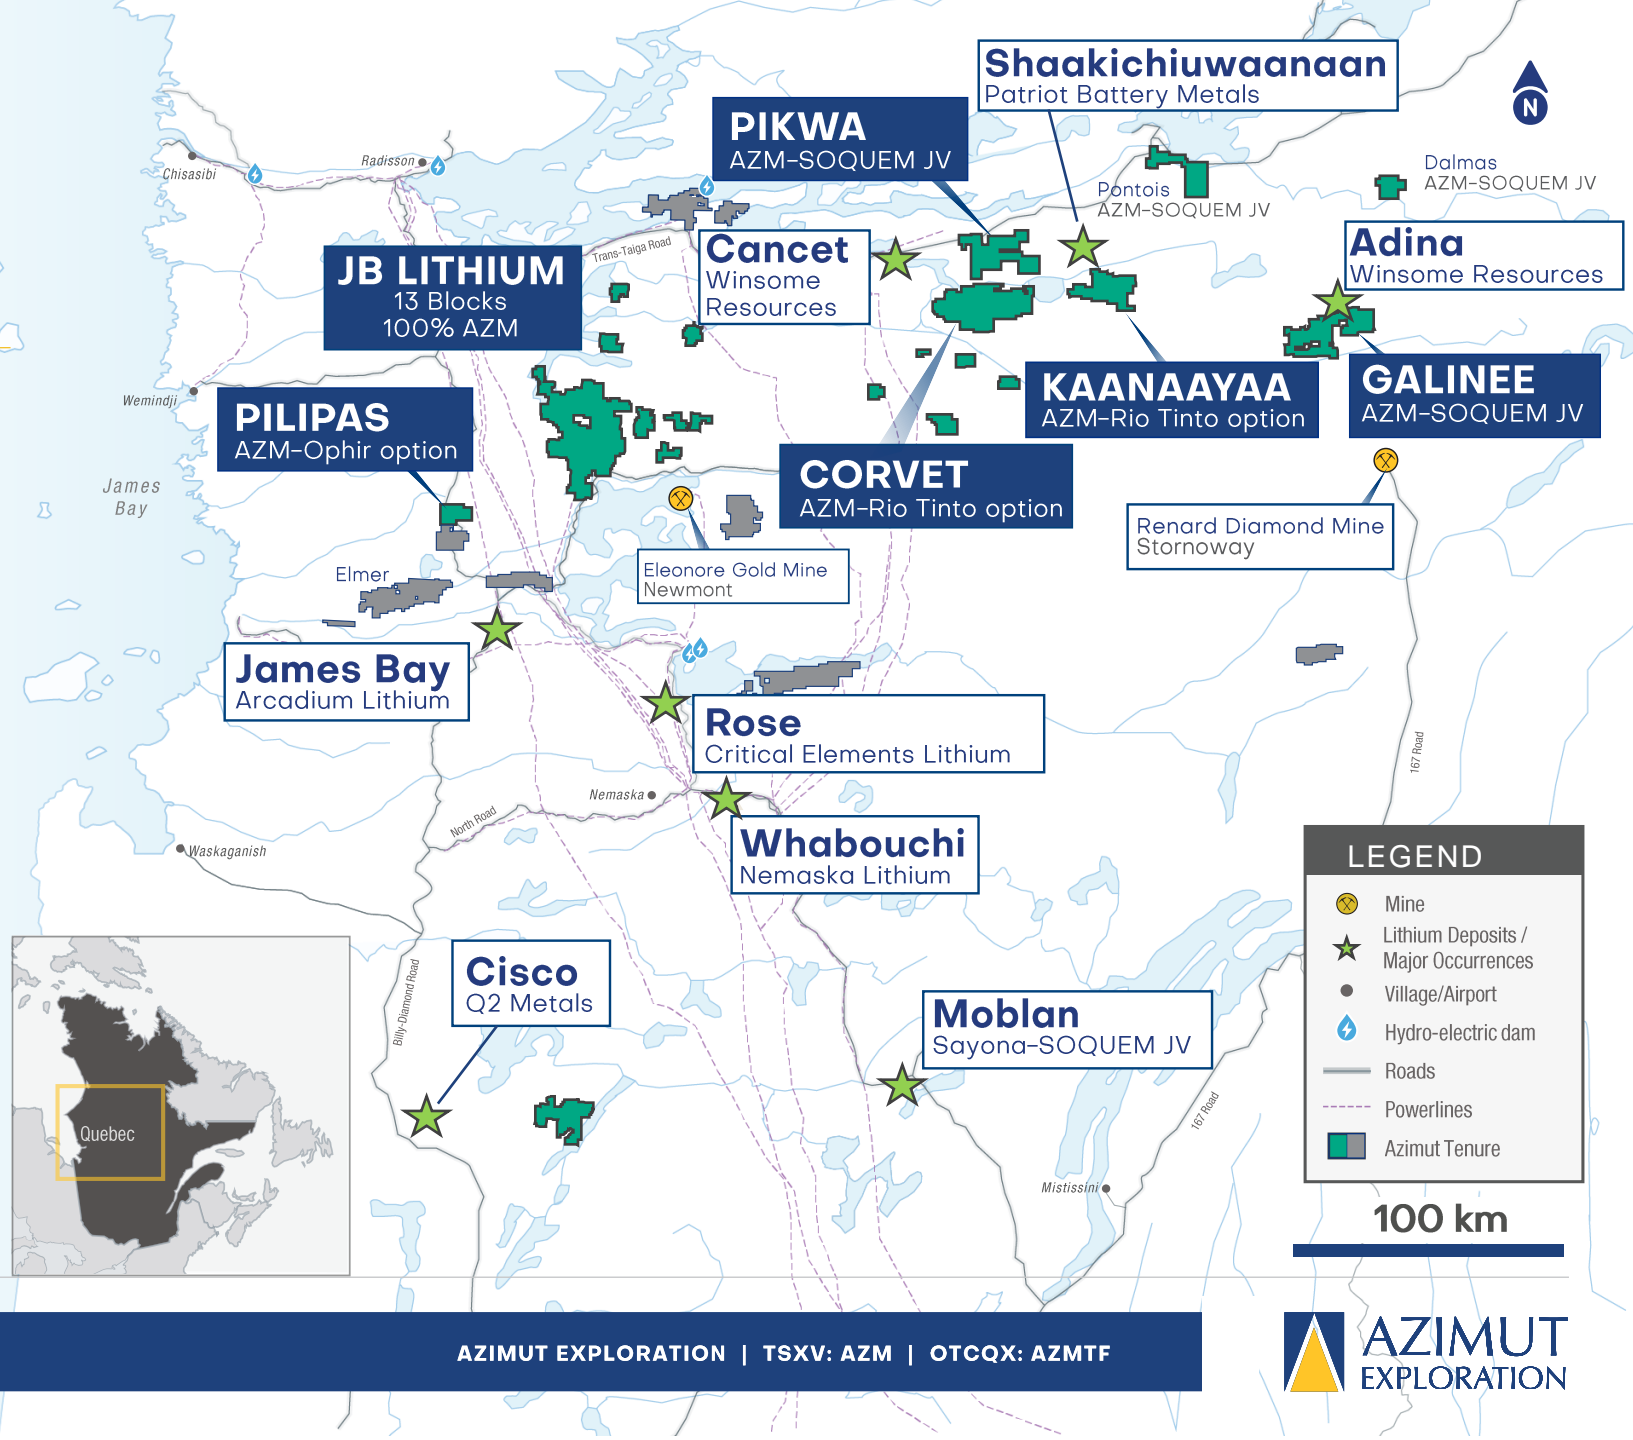 Shaakichiuwaanaan
Patriot Battery Metals
N
PIKWA
AZM-SOQUEM JV
Chisasibi
Radisson
Pontois
AZM-SOQUEM JV
Dalmas
AZM-SOQUEM JV
Trans-Taiga Road
Cancet
Winsome
Resources
Adina
Winsome Resources
JB LITHIUM
13 Blocks
100% AZM
Wemindji
PILIPAS
AZM-Ophir option
KAANAAYAA
AZM-Rio Tinto option
GALINEE
AZM-SOQUEM JV
CORVET
AZM-Rio Tinto option
James
Bay
Renard Diamond Mine
Stornoway
Elmer
Eleonore Gold Mine
Newmont
James Bay
Arcadium Lithium
Rose
Critical Elements Lithium
167 Road
Nemaska
North Road
Whabouchi
Nemaska Lithium
Waskaganish
LEGEND
Mine
Lithium Deposits /
Major Occurrences
Village/Airport
Hydro-electric dam
Roads
Powerlines
Azimut Tenure
Cisco
Q2 Metals
Billy-Diamond Road
Moblan
Sayona-SOQUEM JV
167 Road
Quebec
Mistissini
100 km
AZIMUT EXPLORATION | TSXV: AZM | OTCQX: AZMTF
AZIMUT
EXPLORATION